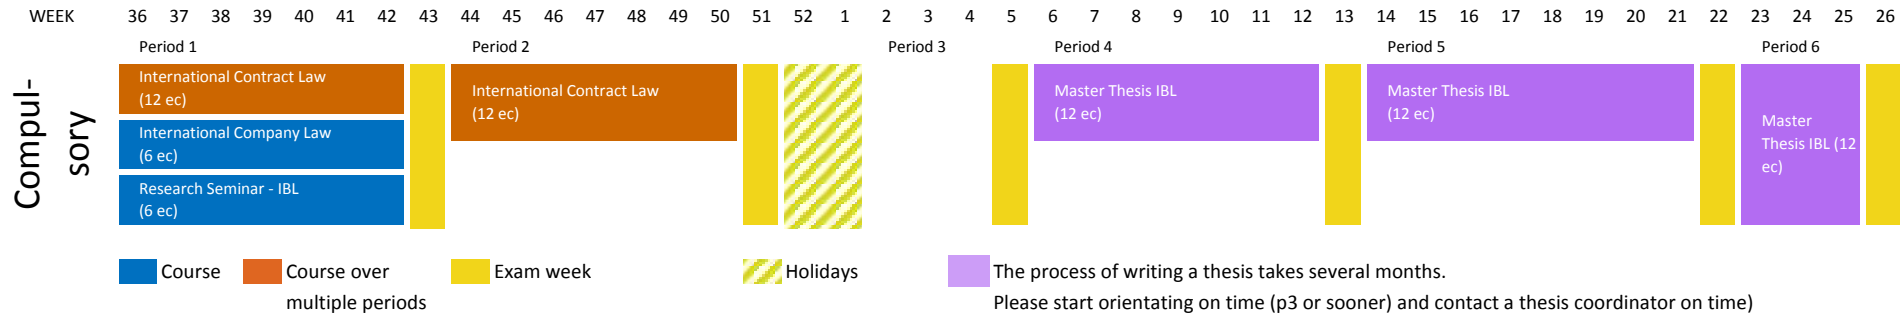 WEEK 36 37 38 39 40 41 42 43 44 45 46 47 48 49 50 51 52 1 2 3 4 5 6 7 8 9 10 11 12 13 14 15 16 17 18 19 20 21 22 23 24 25 26
Period 1 Period 2 Period 3 Period 4 Period 5 Period 6
Compul-
sory
International Contract Law
(12 ec)
International Company Law
(6 ec)
Research Seminar - IBL
(6 ec)
International Contract Law
(12 ec)
Master Thesis IBL
(12 ec)
Master Thesis IBL
(12 ec)
Master
Thesis IBL (12
ec)
Course
Course over
multiple periods
Exam week
Holidays
The process of writing a thesis takes several months.
Please start orientating on time (p3 or sooner) and contact a thesis coordinator on time)